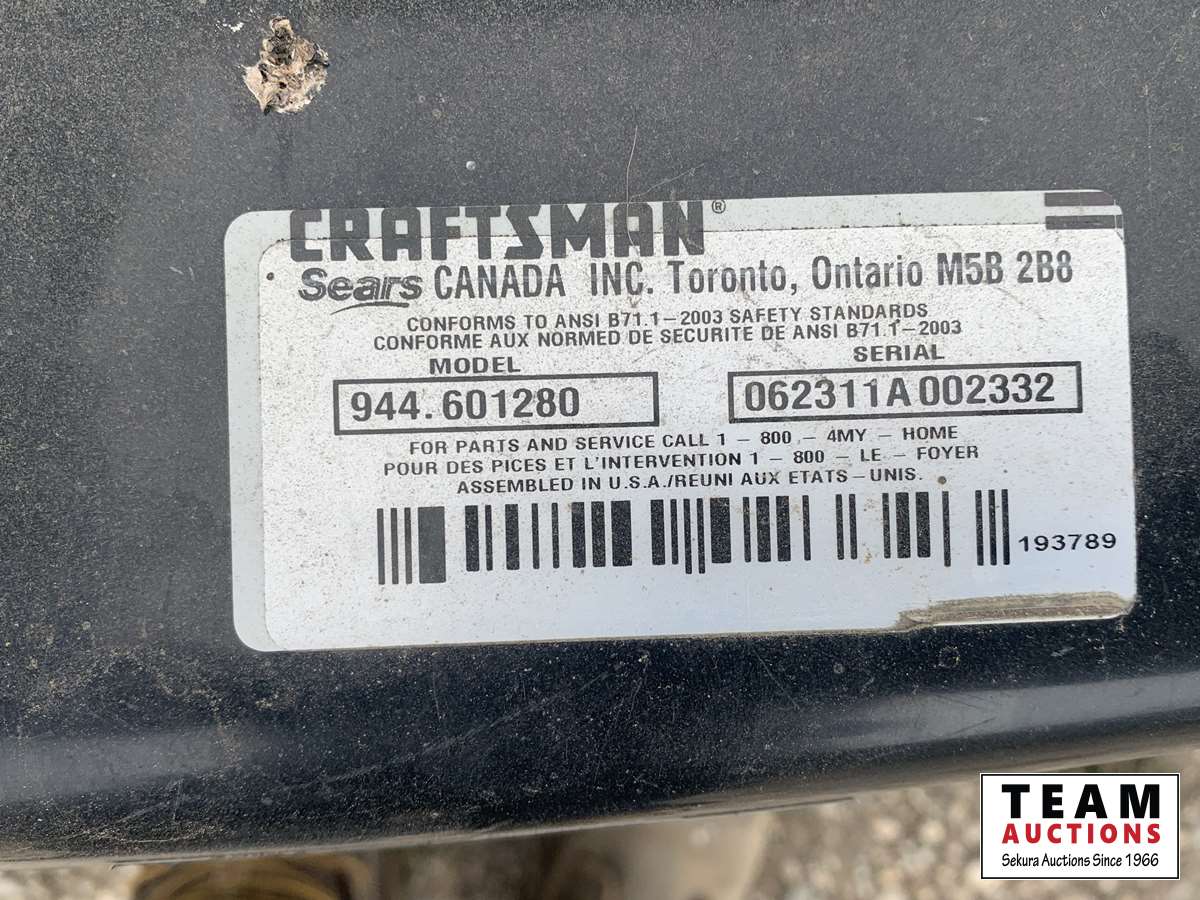 CRAFTSMAN®
Sears CANADA INC. Toronto, Ontario M5B 2B8
CONFORMS TO ANSI B71.1-2003 SAFETY STANDARDS
CONFORME AUX NORMED DE SECURITE DE ANSI B71.1-2003
MODEL SERIAL
944.601280 062311A 002332
FOR PARTS AND SERVICE CALL 1 - 800 - 4MY - HOME
POUR DES PICES ET L'INTERVENTION 1 - 800 - LE - FOYER
ASSEMBLED IN U.S.A./REUNI AUX ETATS-UNIS.
193789
TEAM
AUCTIONS
Sekura Auctions Since 1966